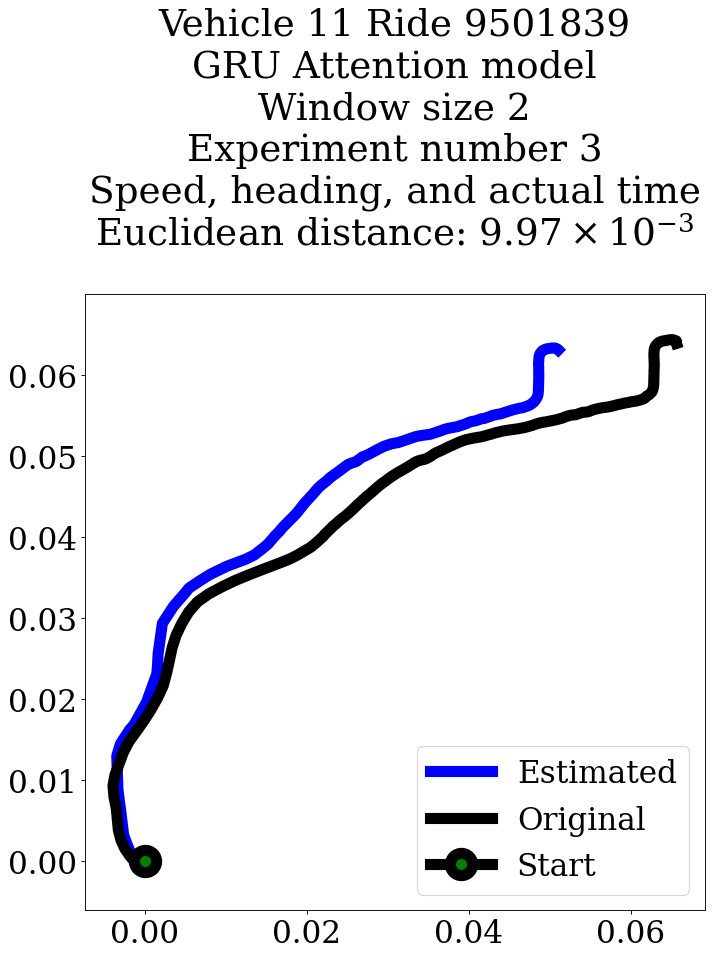 Vehicle 11 Ride 9501839
GRU Attention model
Window size 2
Experiment number 3
Speed, heading, and actual time
Euclidean distance: 9.97 × 10⁻³
0.06
0.05
0.04
0.03
0.02
0.01
0.00
Estimated
Original
Start
0.00 0.02 0.04 0.06